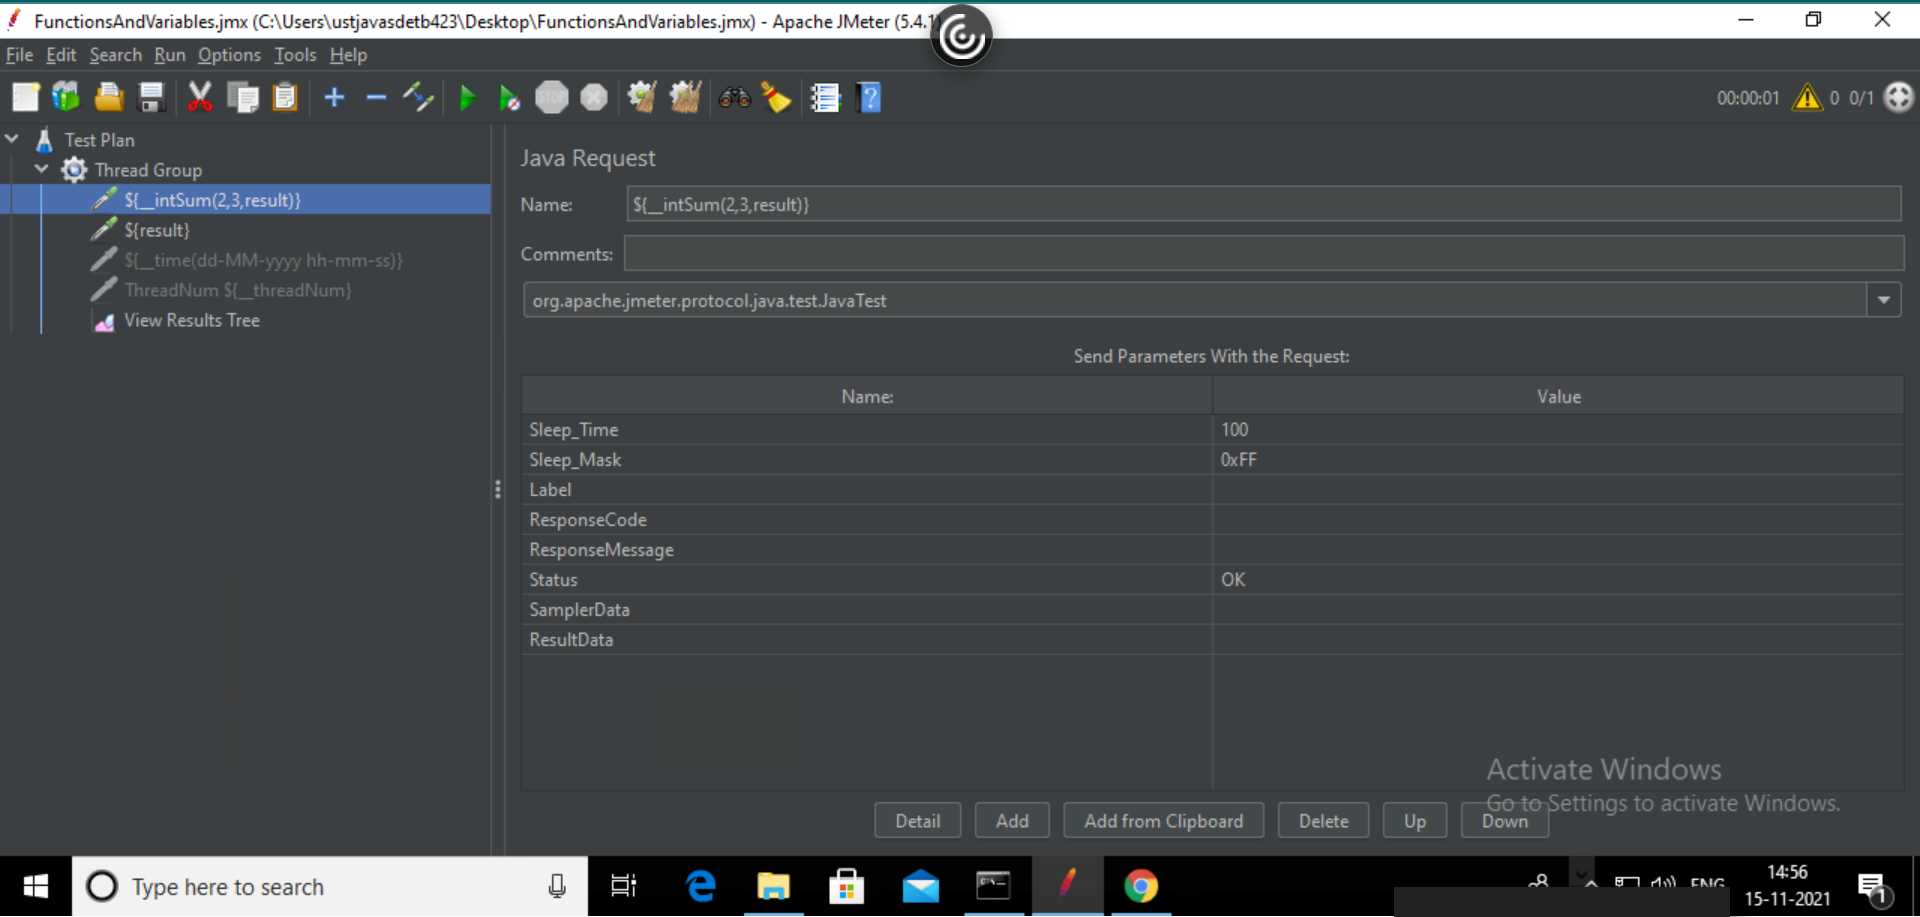 FunctionsAndVariables.jmx (C:\Users\ustjavasdetb423\Desktop\FunctionsAndVariables.jmx) - Apache JMeter (5.4.1)
File Edit Search Run Options Tools Help
STOP
00:00:01 0 0/1
Test Plan
Thread Group
${__intSum(2,3,result)}
${result}
${__time(dd-MM-yyyy hh-mm-ss)}
ThreadNum ${__threadNum}
View Results Tree
Java Request
Name: ${__intSum(2,3,result)}
Comments:
org.apache.jmeter.protocol.java.test.JavaTest
Send Parameters With the Request:
Name: Value
Sleep_Time 100
Sleep_Mask 0xFF
Label
ResponseCode
ResponseMessage
Status OK
SamplerData
ResultData
Activate Windows
Go to Settings to activate Windows.
Detail Add Add from Clipboard Delete Up Down
Type here to search
ENG
14:56
15-11-2021
1